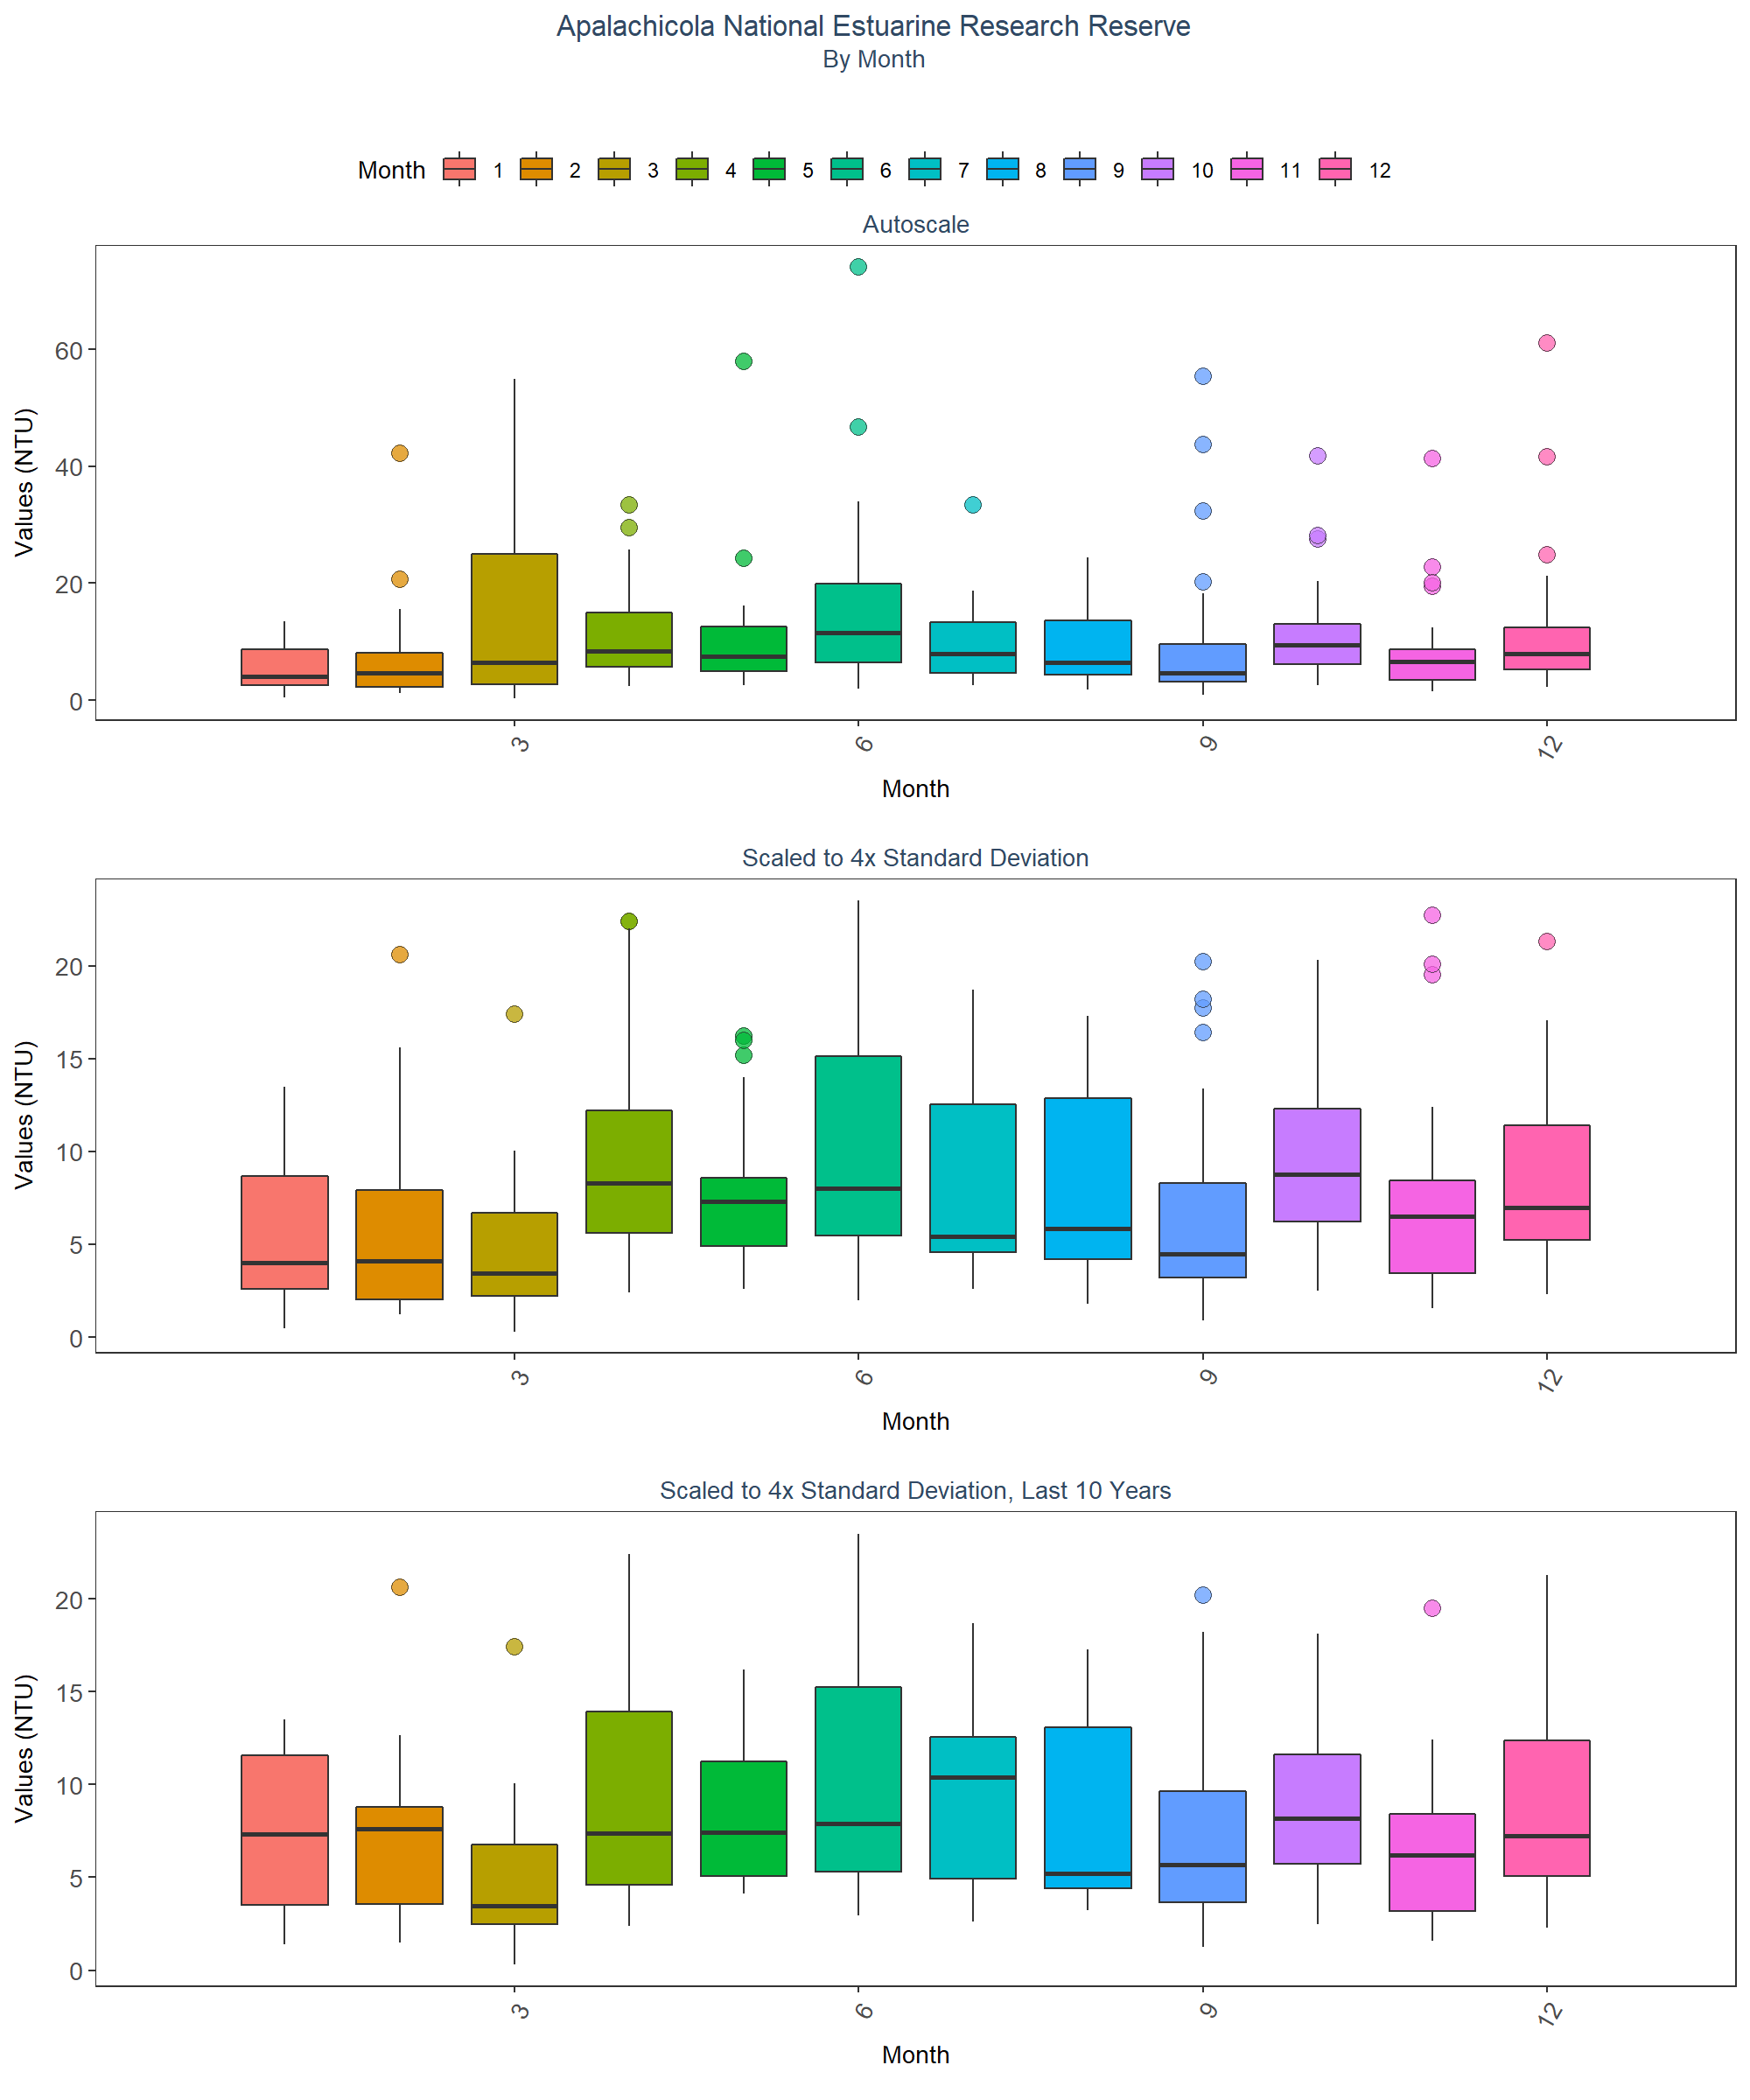 Apalachicola National Estuarine Research Reserve
By Month
Month 1 2 3 4 5 6 7 8 9 10 11 12
Autoscale
Values (NTU)
60
40
20
0
3 6 9 12
Month
Scaled to 4x Standard Deviation
Values (NTU)
20
15
10
5
0
3 6 9 12
Month
Scaled to 4x Standard Deviation, Last 10 Years
Values (NTU)
20
15
10
5
0
3 6 9 12
Month